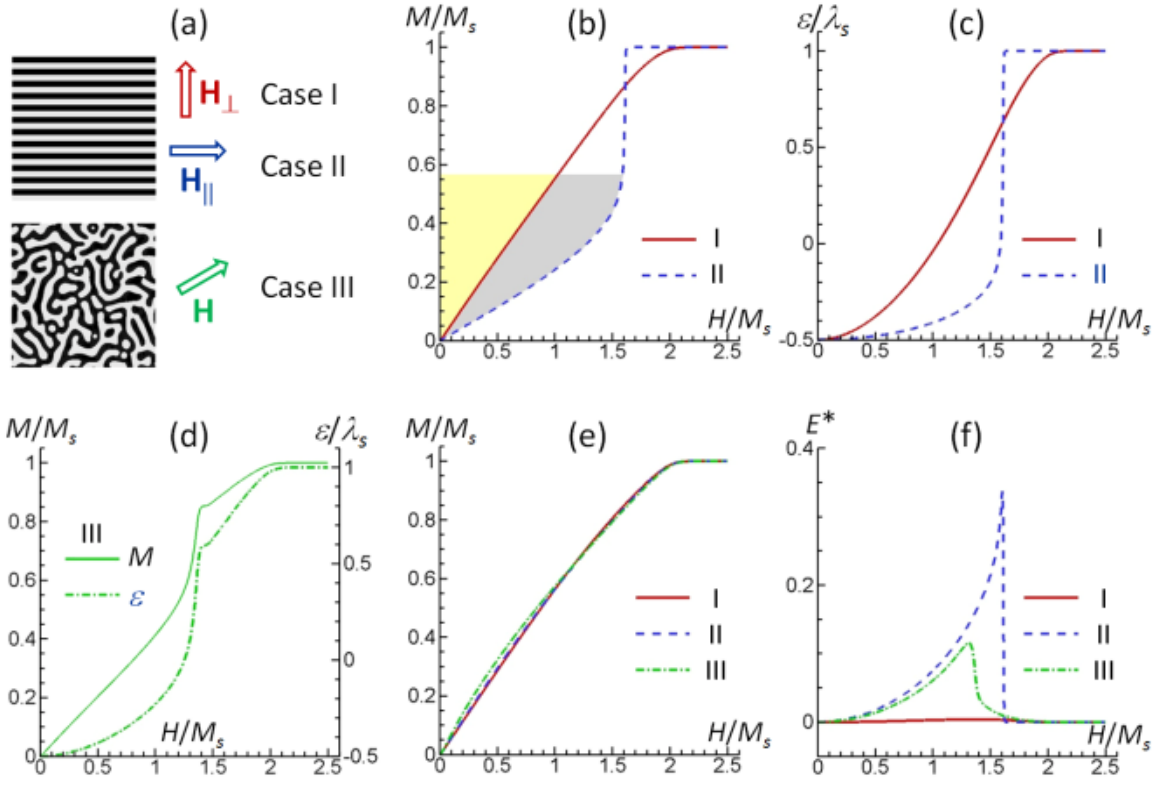 (a)
H⊥ Case I
H|| Case II
H Case III
M/Ms (b)
1
0.8
0.6
0.4
0.2
0
I
II
H/Ms
0 0.5 1 1.5 2 2.5
ε/λs (c)
1
0.5
0
-0.5
I
II
H/Ms
0 0.5 1 1.5 2 2.5
M/Ms (d) ε/λs
1
0.8
0.6
0.4
0.2
0
III
M
ε
1
0.5
0
-0.5
H/Ms
0 0.5 1 1.5 2 2.5
M/Ms (e)
1
0.8
0.6
0.4
0.2
0
I
II
III
H/Ms
0 0.5 1 1.5 2 2.5
E* (f)
0.4
0.2
0
I
II
III
H/Ms
0 0.5 1 1.5 2 2.5